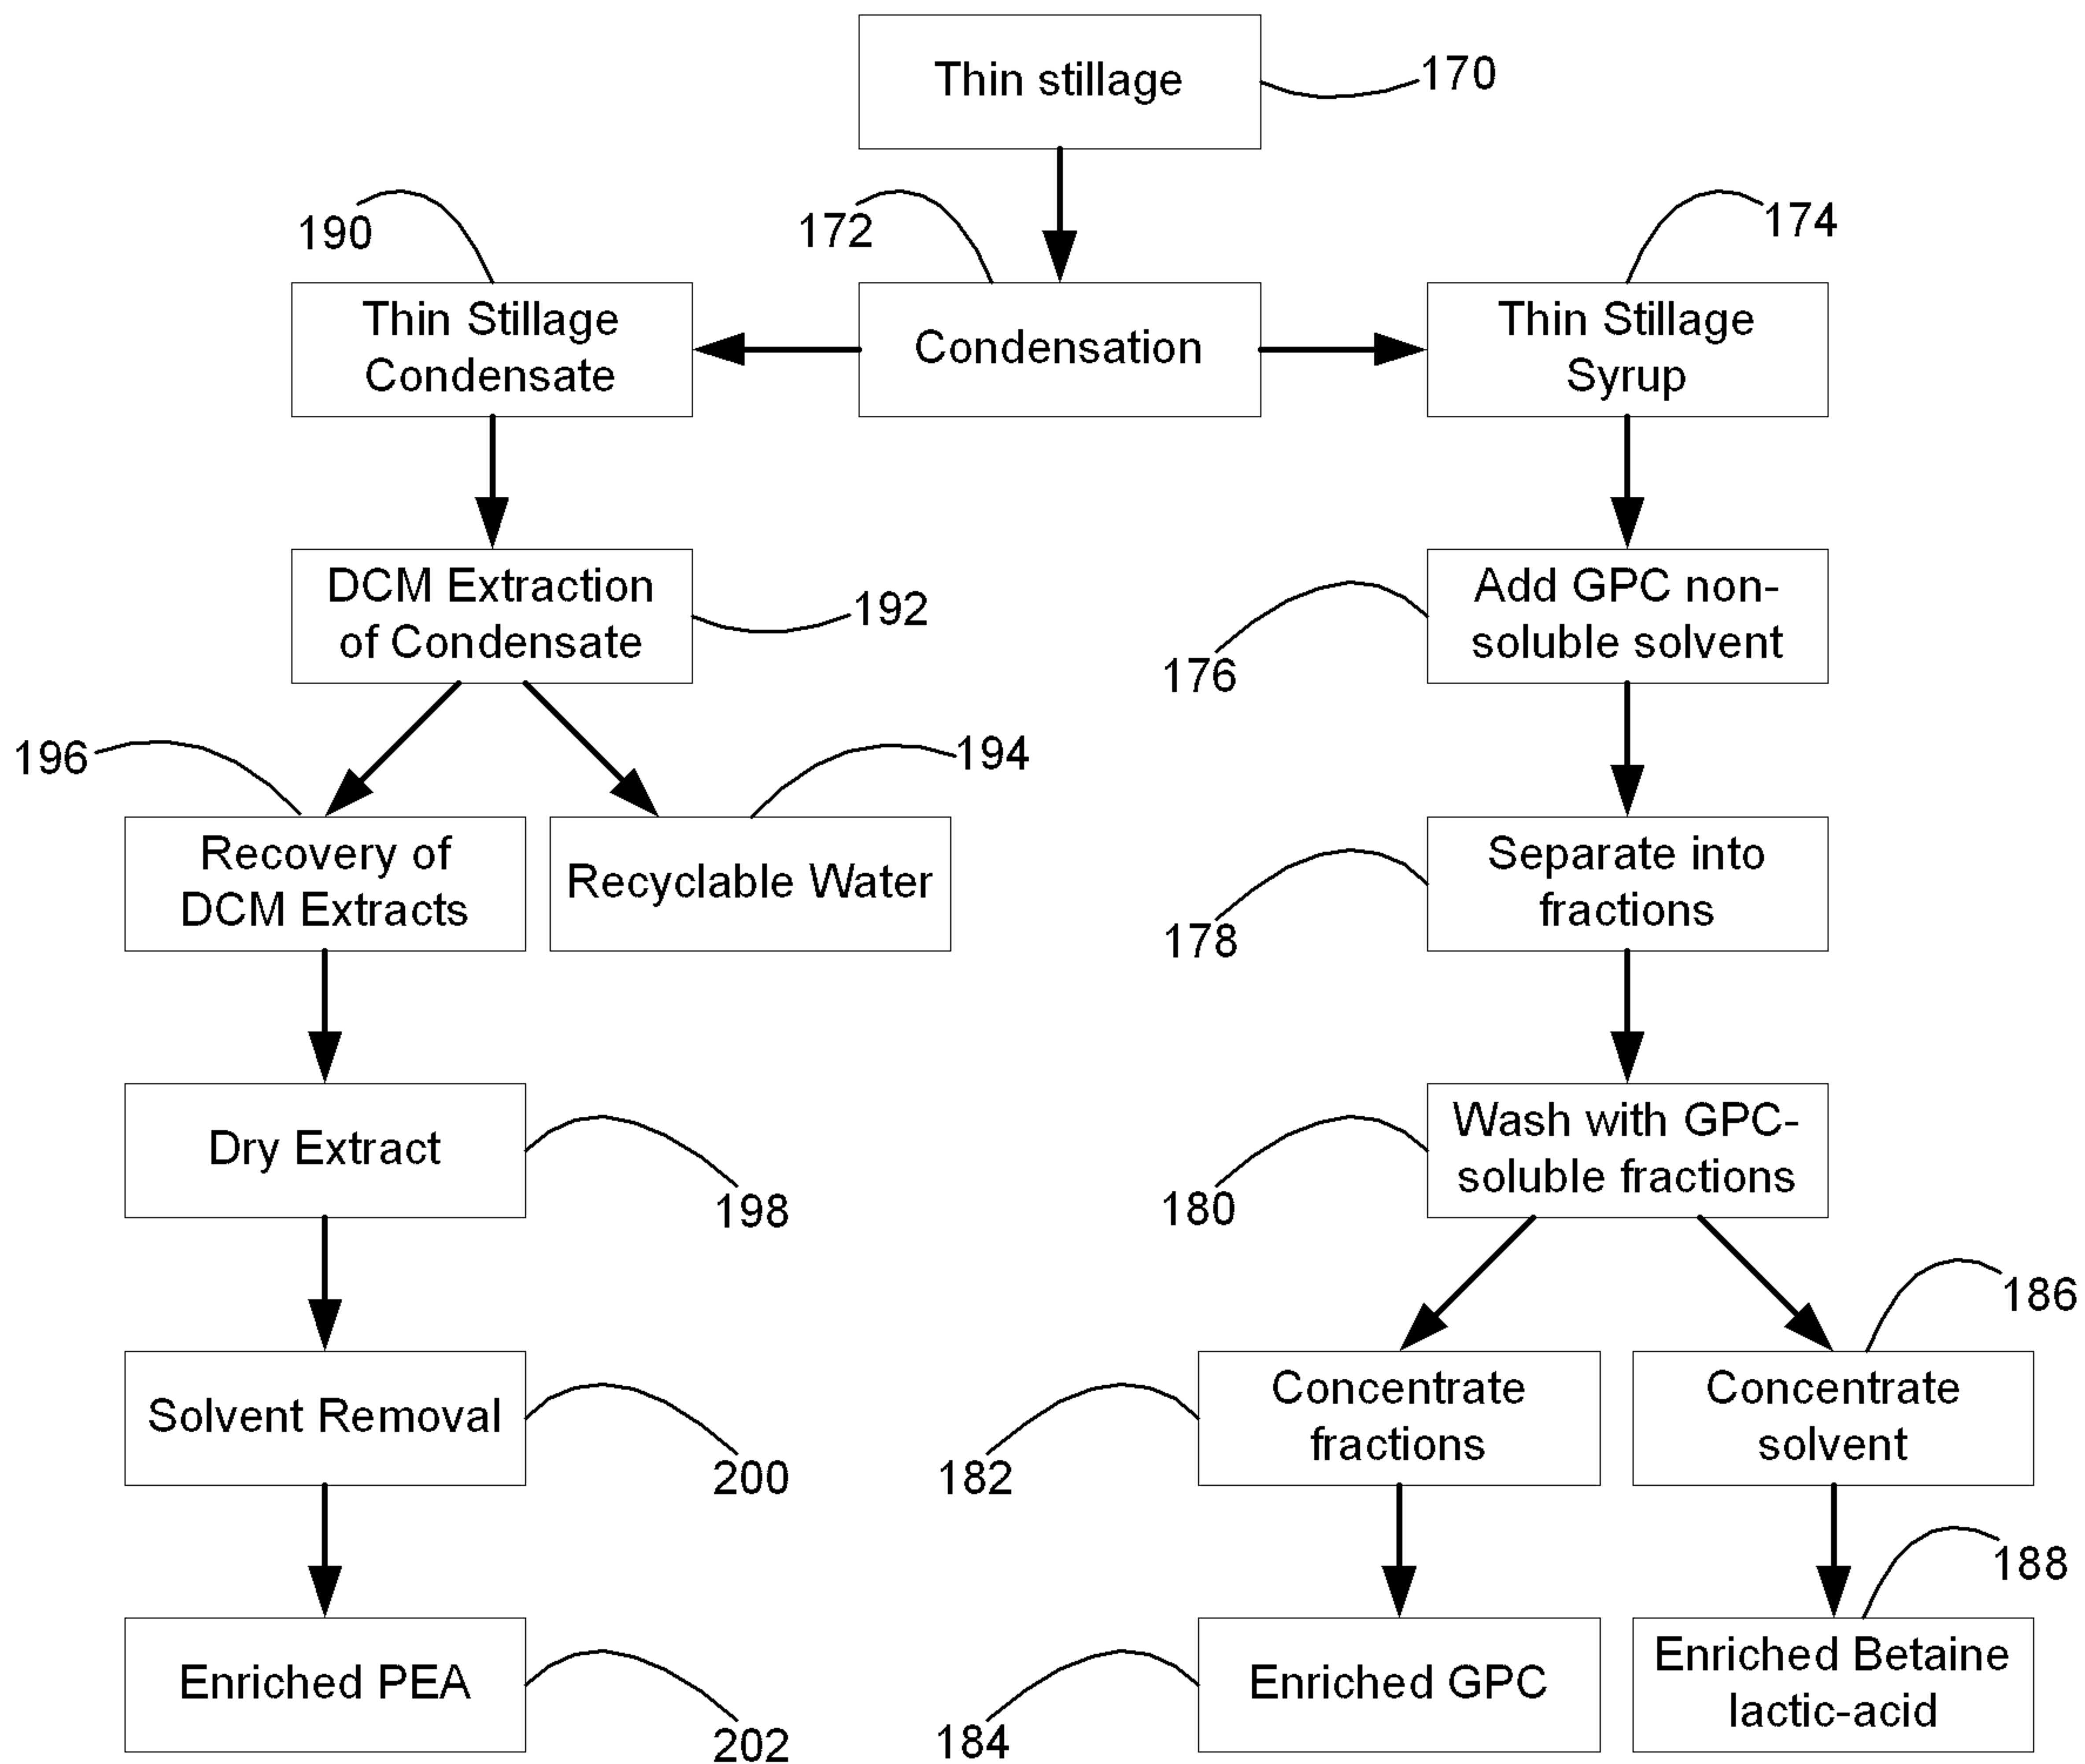 Thin stillage
170
190
172
174
Thin Stillage
Condensate
Condensation
Thin Stillage
Syrup
DCM Extraction
of Condensate
192
176
Add GPC non-
soluble solvent
196
194
Recovery of
DCM Extracts
Recyclable Water
178
Separate into
fractions
Dry Extract
198
180
Wash with GPC-
soluble fractions
186
Solvent Removal
200
182
Concentrate
fractions
Concentrate
solvent
188
Enriched PEA
202
184
Enriched GPC
Enriched Betaine
lactic-acid